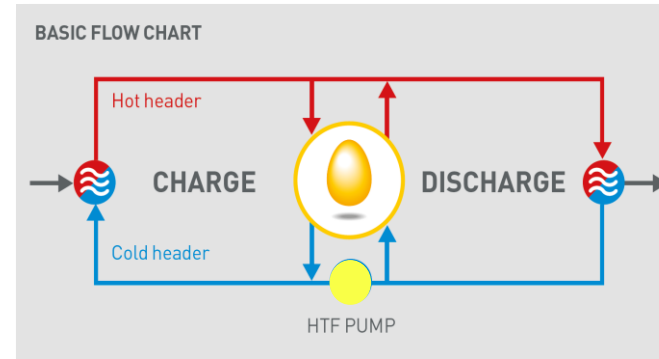 BASIC FLOW CHART
Hot header
CHARGE
DISCHARGE
Cold header
HTF PUMP